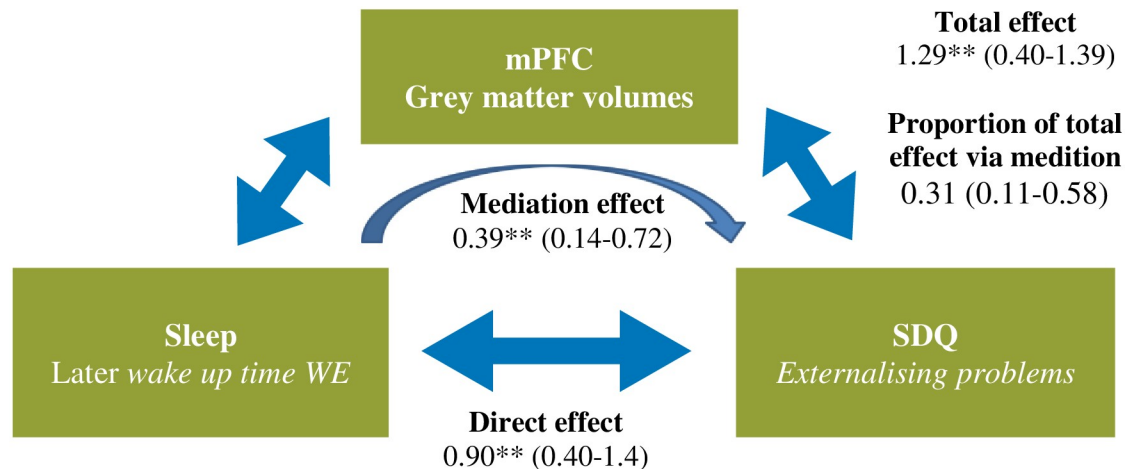 mPFC
Grey matter volumes
Total effect
1.29** (0.40-1.39)
Proportion of total
effect via medition
0.31 (0.11-0.58)
Mediation effect
0.39** (0.14-0.72)
Sleep
Later wake up time WE
SDQ
Externalising problems
Direct effect
0.90** (0.40-1.4)